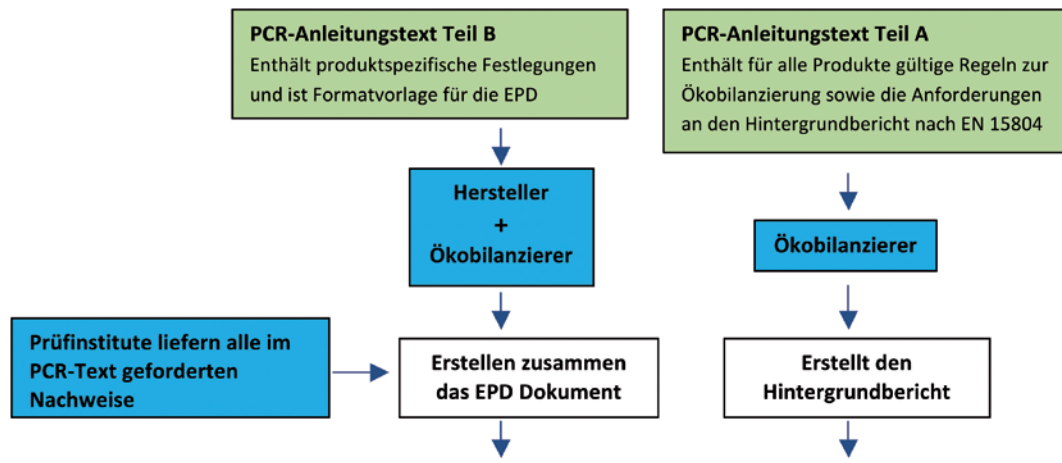 PCR-Anleitungstext Teil B
Enthält produktspezifische Festlegungen
und ist Formatvorlage für die EPD
PCR-Anleitungstext Teil A
Enthält für alle Produkte gültige Regeln zur
Ökobilanzierung sowie die Anforderungen
an den Hintergrundbericht nach EN 15804
Hersteller
+
Ökobilanzierer
Ökobilanzierer
Prüfinstitute liefern alle im
PCR-Text geforderten
Nachweise
Erstellen zusammen
das EPD Dokument
Erstellt den
Hintergrundbericht